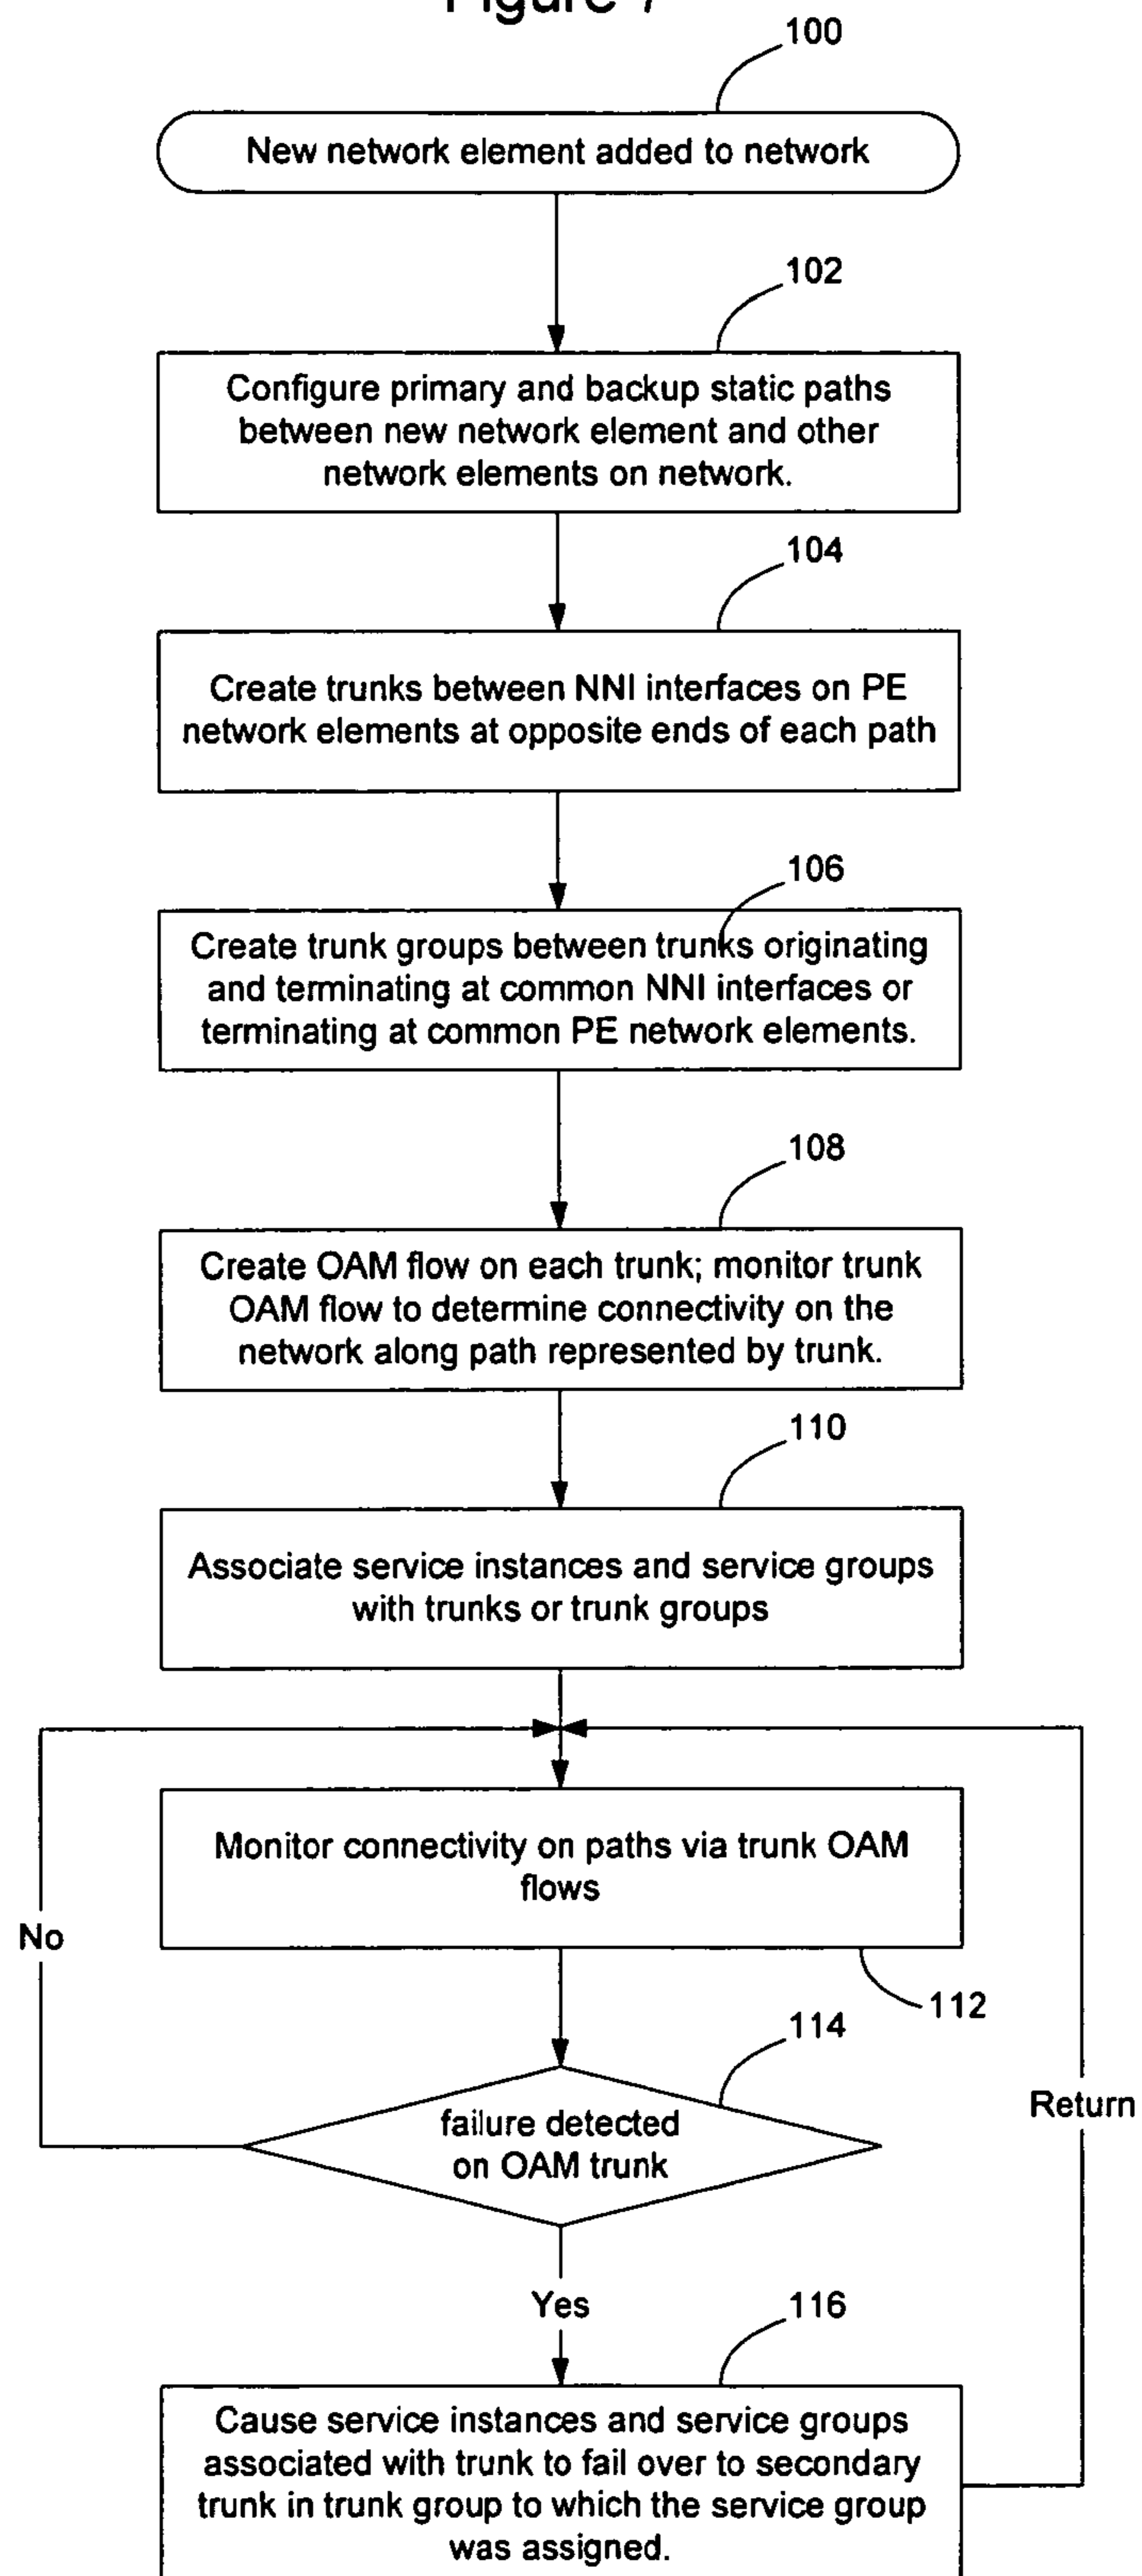 Figure 7
100
New network element added to network
102
Configure primary and backup static paths
between new network element and other
network elements on network.
104
Create trunks between NNI interfaces on PE
network elements at opposite ends of each path
106
Create trunk groups between trunks originating
and terminating at common NNI interfaces or
terminating at common PE network elements.
108
Create OAM flow on each trunk; monitor trunk
OAM flow to determine connectivity on the
network along path represented by trunk.
110
Associate service instances and service groups
with trunks or trunk groups
Monitor connectivity on paths via trunk OAM
flows
No
112
114
failure detected
on OAM trunk
Return
Yes
116
Cause service instances and service groups
associated with trunk to fail over to secondary
trunk in trunk group to which the service group
was assigned.